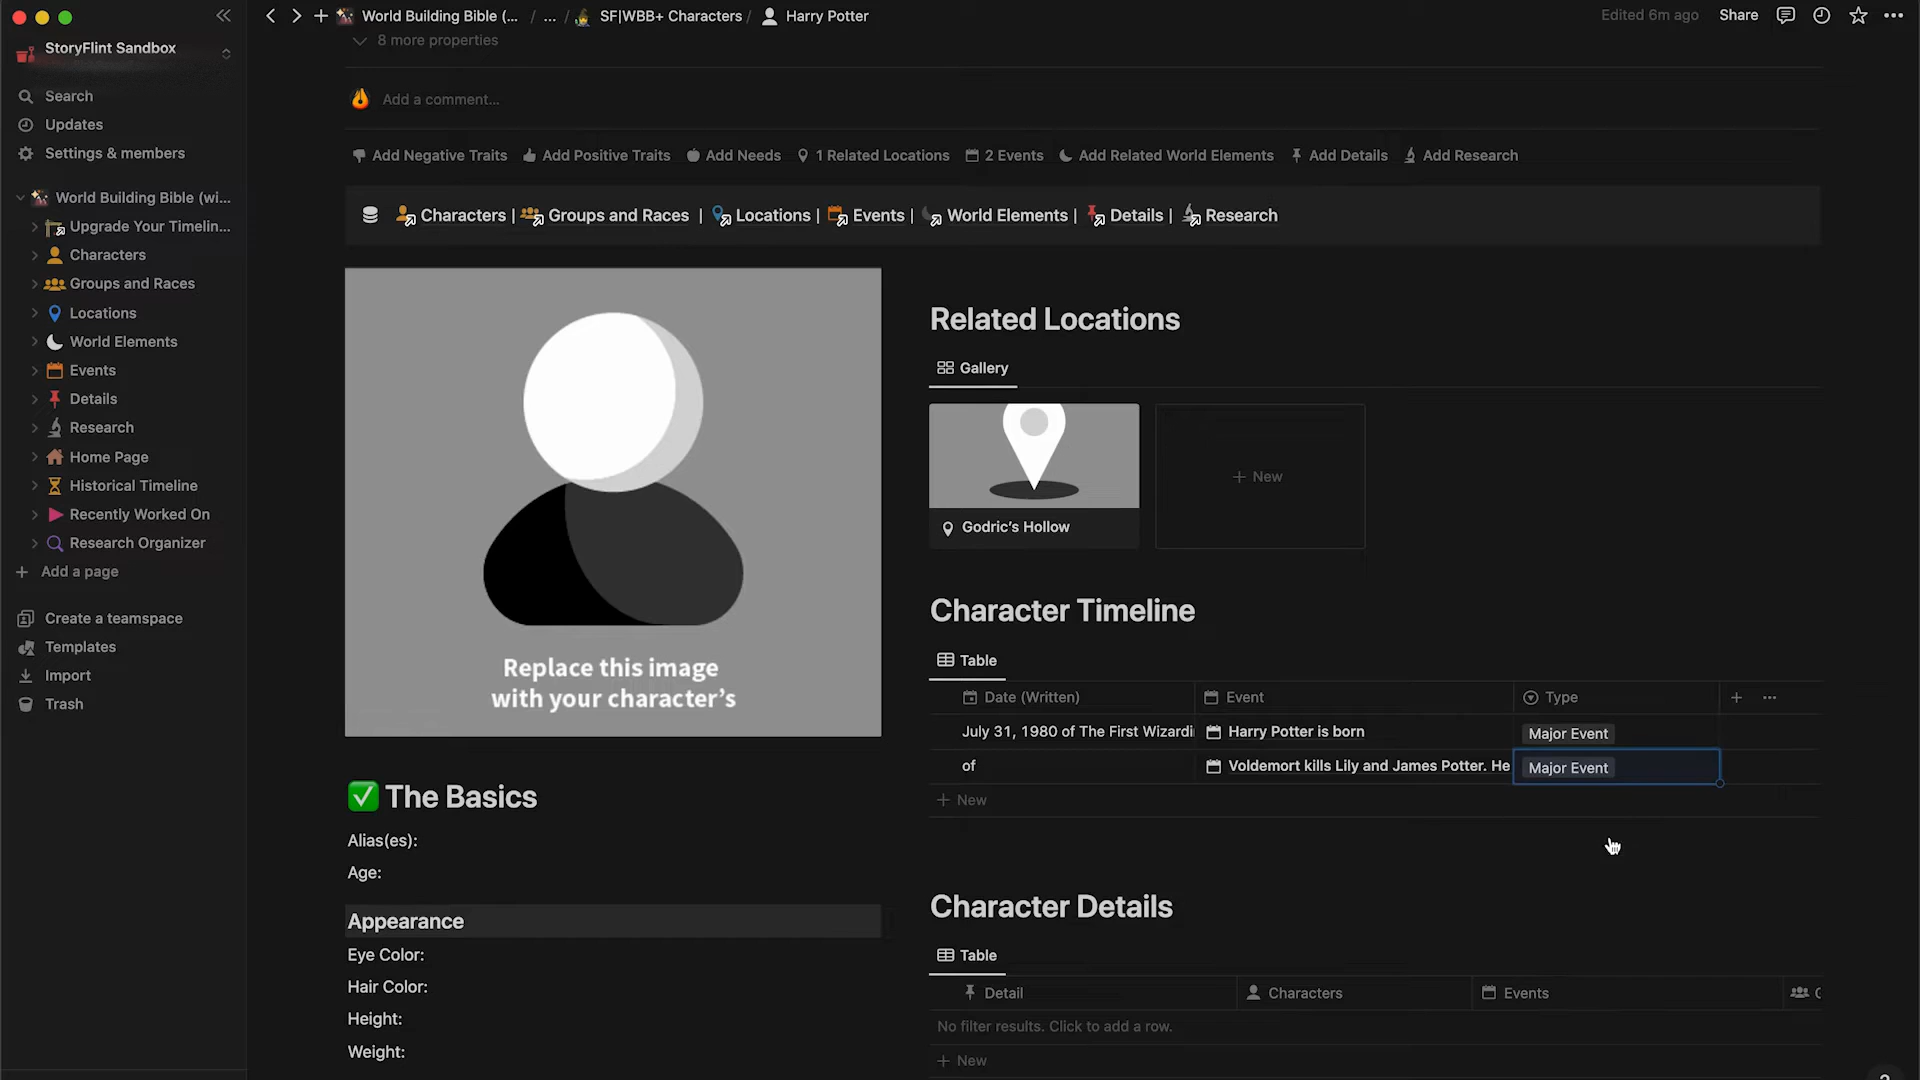 World Building Bible (... / ... / SF|WBB+ Characters / Harry Potter
Edited 6m ago Share
StoryFlint Sandbox
Search
Updates
Settings & members
World Building Bible (wi...
Upgrade Your Timelin...
Characters
Groups and Races
Locations
World Elements
Events
Details
Research
Home Page
Historical Timeline
Recently Worked On
Research Organizer
Add a page
Create a teamspace
Templates
Import
Trash
8 more properties
Add a comment...
Add Negative Traits Add Positive Traits Add Needs 1 Related Locations 2 Events Add Related World Elements Add Details Add Research
Characters | Groups and Races | Locations | Events | World Elements | Details | Research
Replace this image
with your character's
The Basics
Alias(es):
Age:
Appearance
Eye Color:
Hair Color:
Height:
Weight:
Related Locations
Gallery
Godric's Hollow
+ New
Character Timeline
Table
Date (Written) Event Type
July 31, 1980 of The First Wizardi Harry Potter is born Major Event
of Voldemort kills Lily and James Potter. He Major Event
+ New
Character Details
Table
Detail Characters Events
No filter results. Click to add a row.
+ New